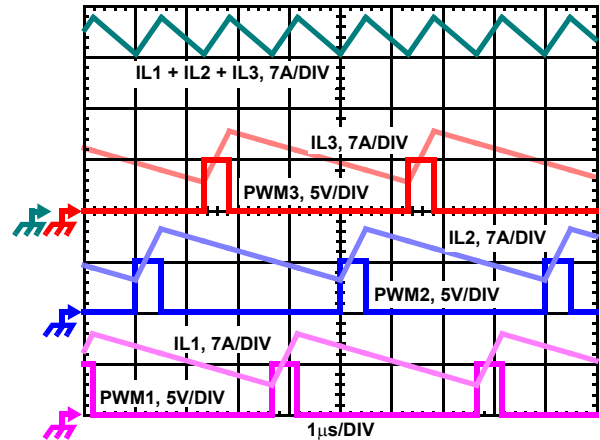 IL1 + IL2 + IL3, 7A/DIV
IL3, 7A/DIV
PWM3, 5V/DIV
IL2, 7A/DIV
PWM2, 5V/DIV
IL1, 7A/DIV
PWM1, 5V/DIV
1μs/DIV